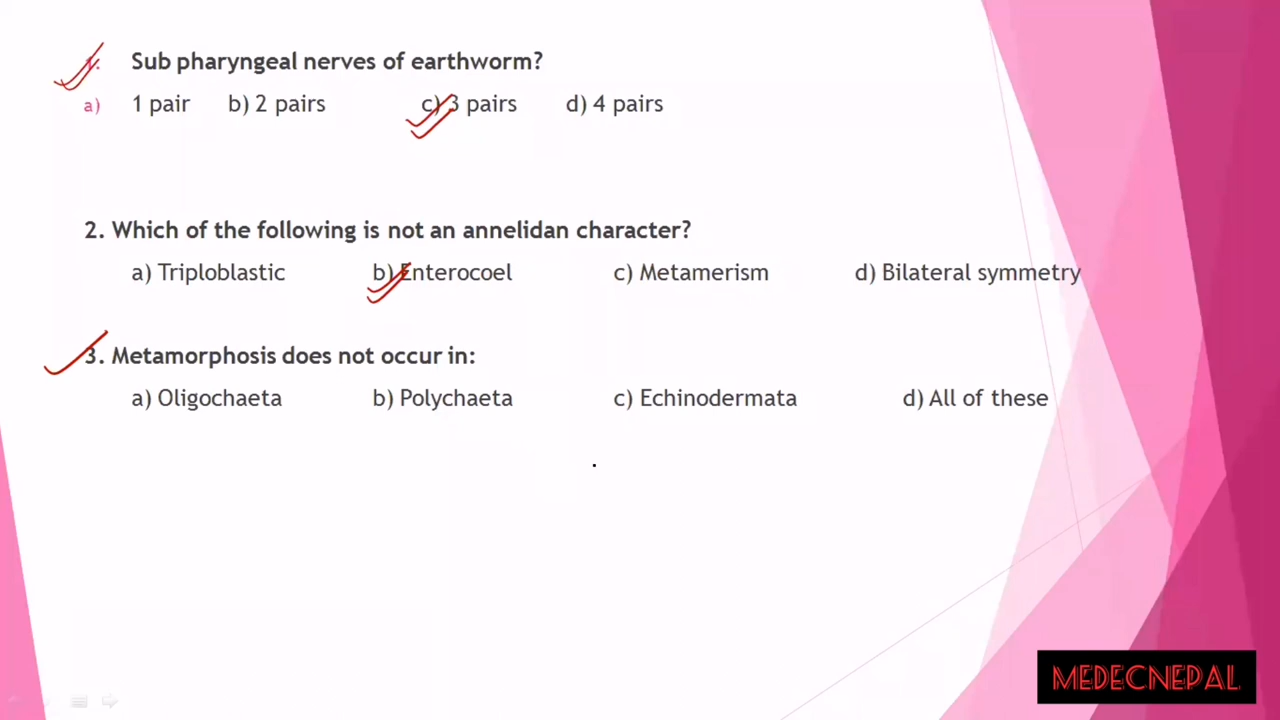 1. Sub pharyngeal nerves of earthworm?
a) 1 pair b) 2 pairs c) 3 pairs d) 4 pairs
2. Which of the following is not an annelidan character?
a) Triploblastic b) Enterocoel c) Metamerism d) Bilateral symmetry
3. Metamorphosis does not occur in:
a) Oligochaeta b) Polychaeta c) Echinodermata d) All of these
MEDECNEPAL